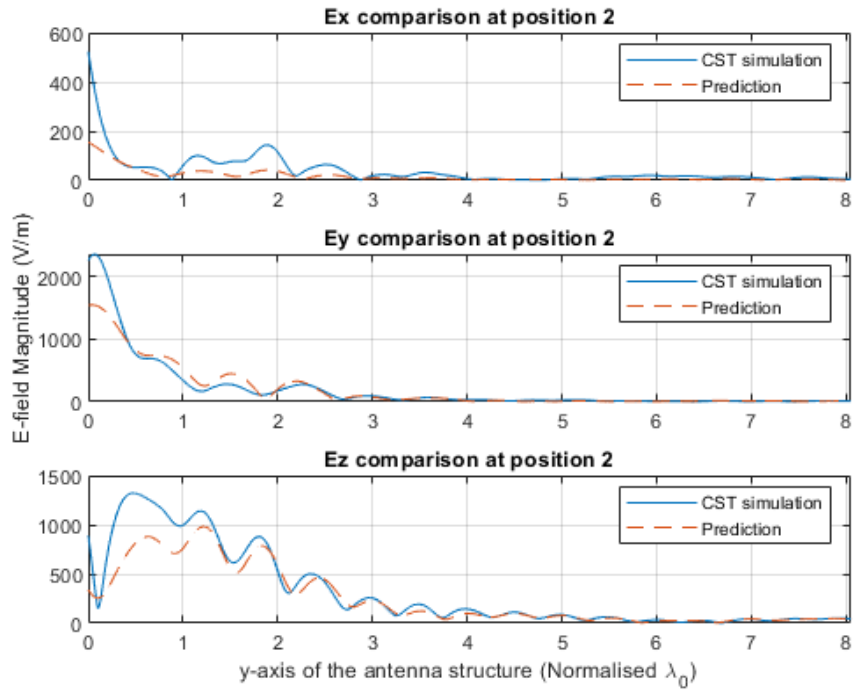 Ex comparison at position 2
600
400
200
0
CST simulation
Prediction
0 1 2 3 4 5 6 7 8
Ey comparison at position 2
E-field Magnitude (V/m)
2000
1000
0
CST simulation
Prediction
0 1 2 3 4 5 6 7 8
Ez comparison at position 2
1500
1000
500
0
CST simulation
Prediction
0 1 2 3 4 5 6 7 8
y-axis of the antenna structure (Normalised λ₀)